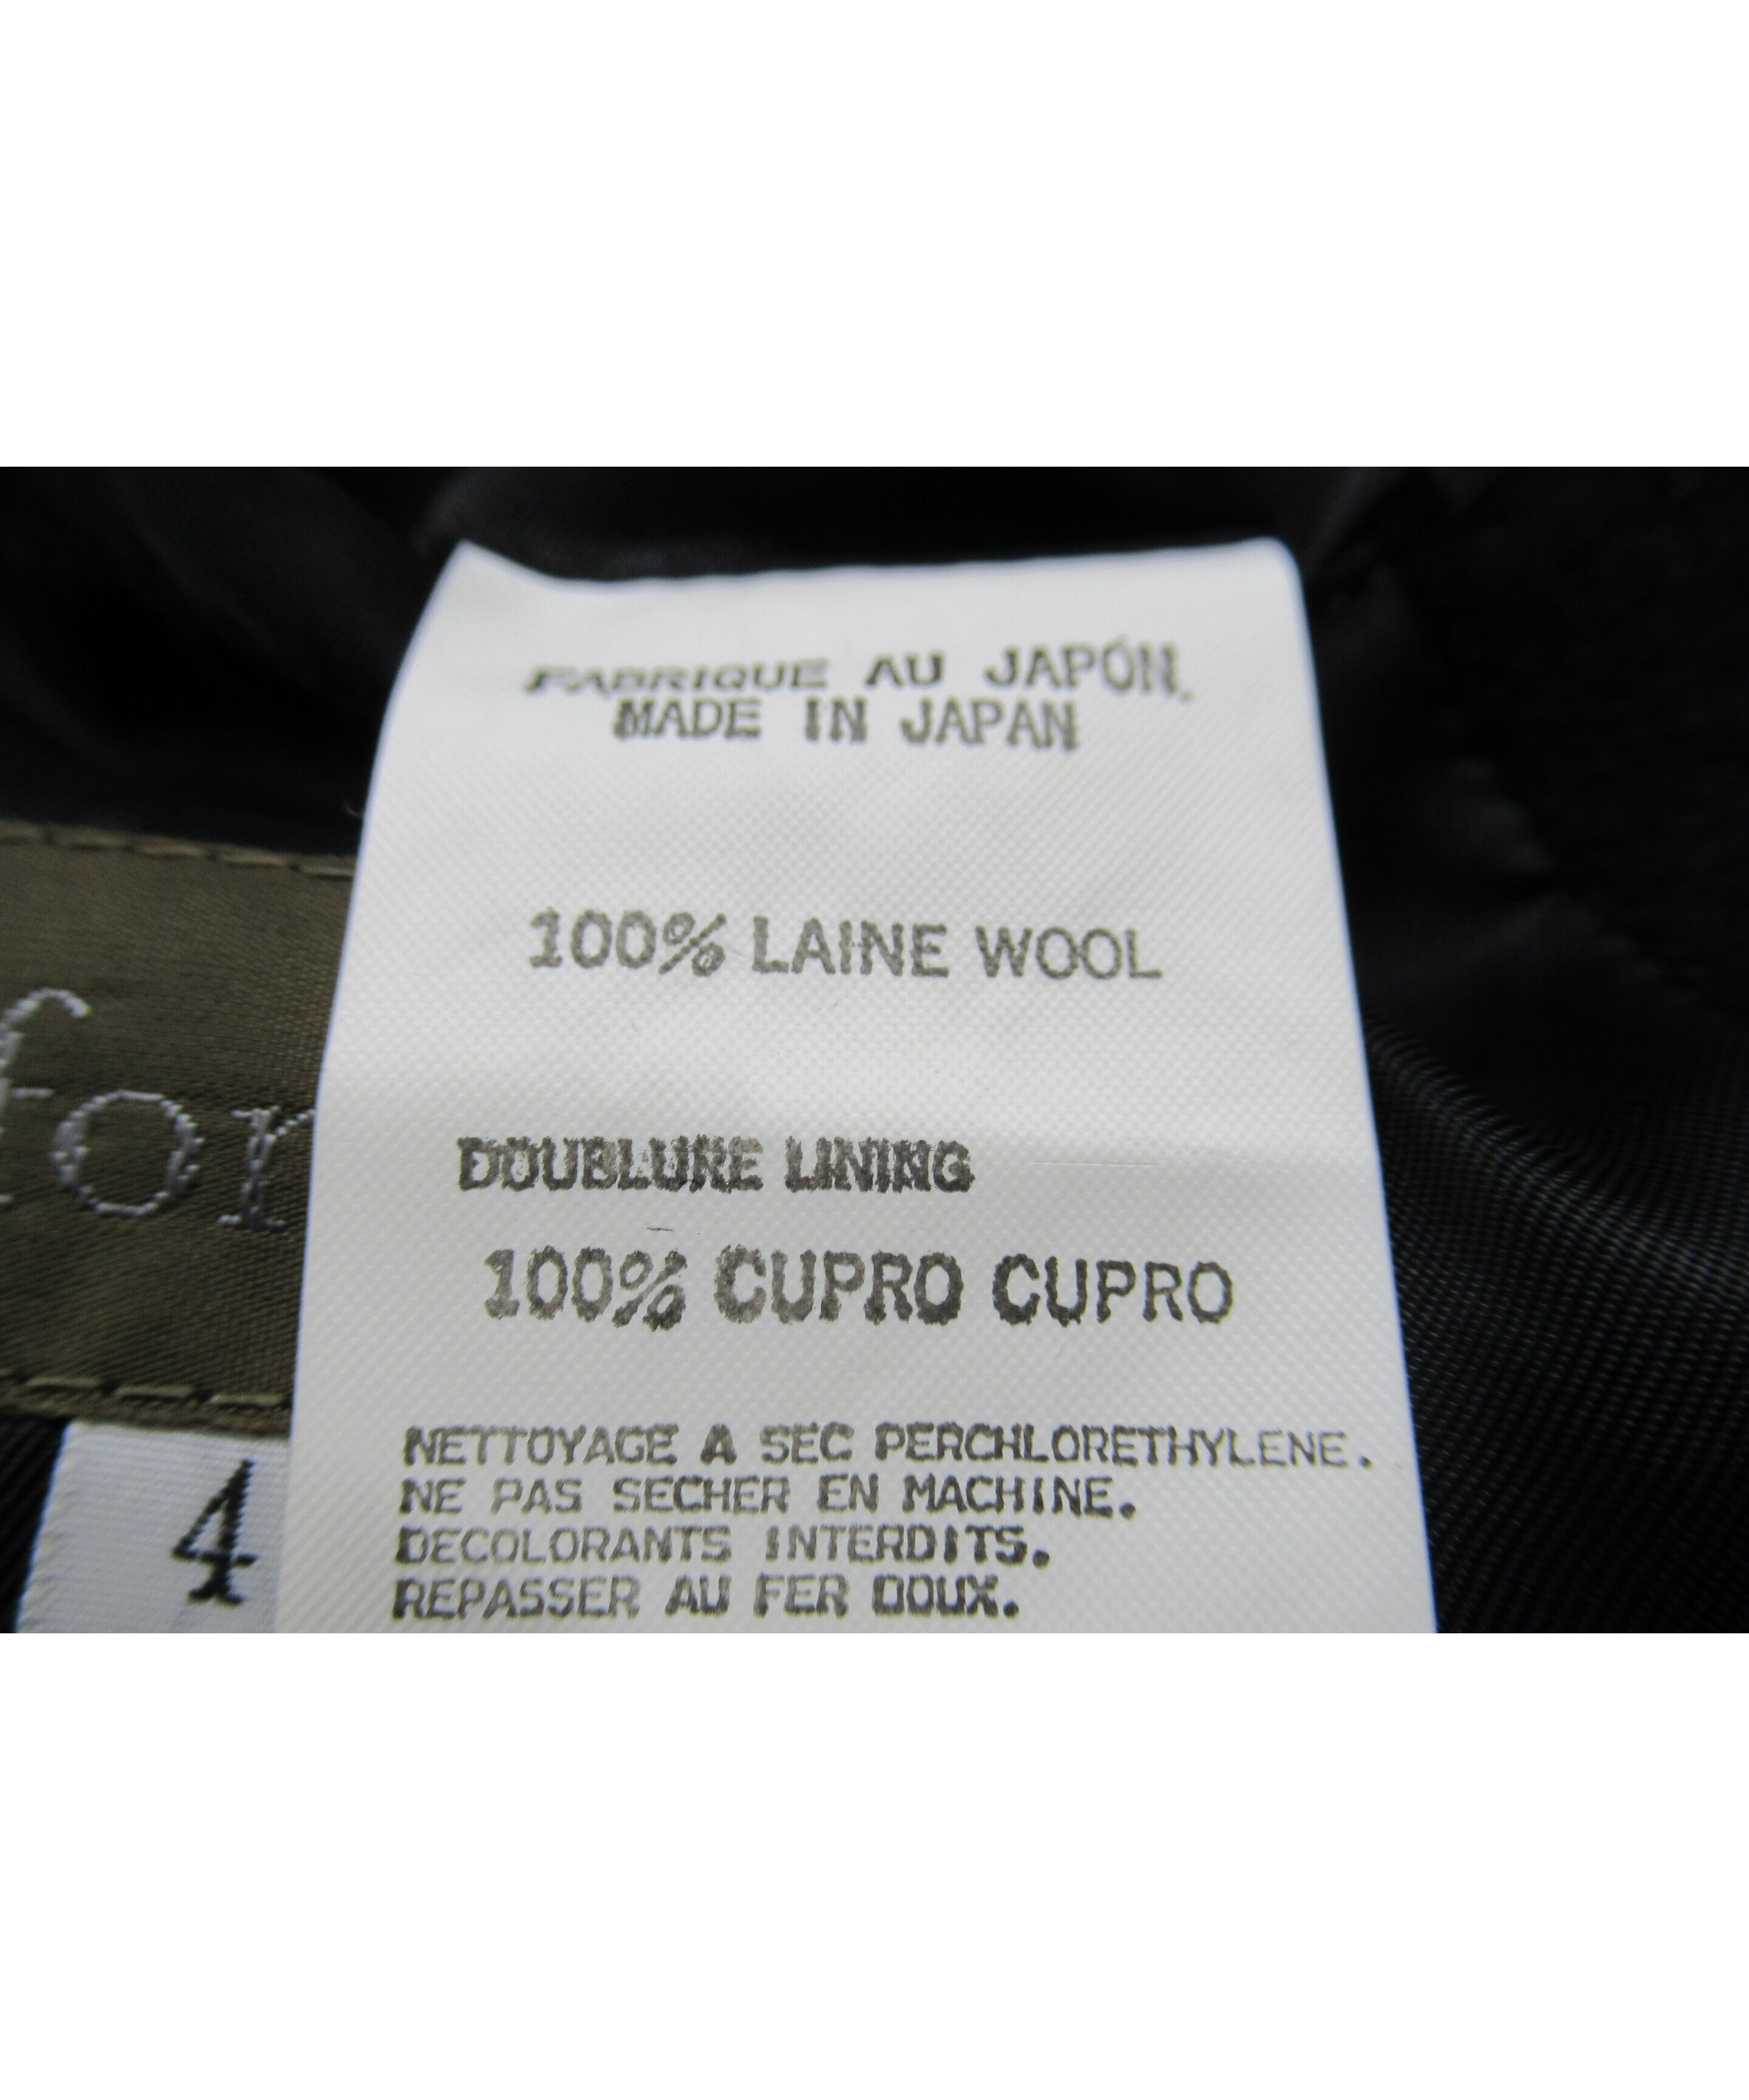 FABRIQUE AU JAPON.
MADE IN JAPAN
100% LAINE WOOL
for
DOUBLURE LINING
100% CUPRO CUPRO
NETTOYAGE A SEC PERCHLORETHYLENE.
NE PAS SECHER EN MACHINE.
DECOLORANTS INTERDITS.
REPASSER AU FER DOUX.
4